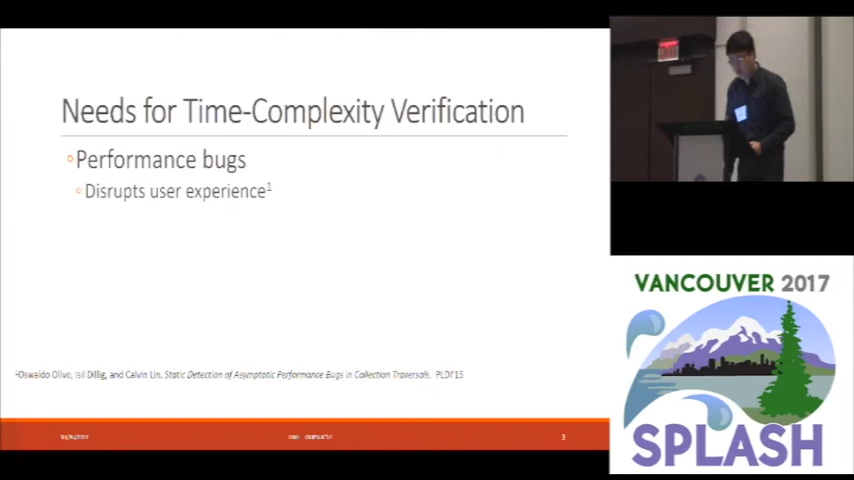 Needs for Time-Complexity Verification
Performance bugs
Disrupts user experience1
1Oswaldo Olivo, Isil Dillig, and Calvin Lin. Static Detection of Asymptotic Performance Bugs in Collection Traversals. PLDI'15
3
VANCOUVER 2017
SPLASH